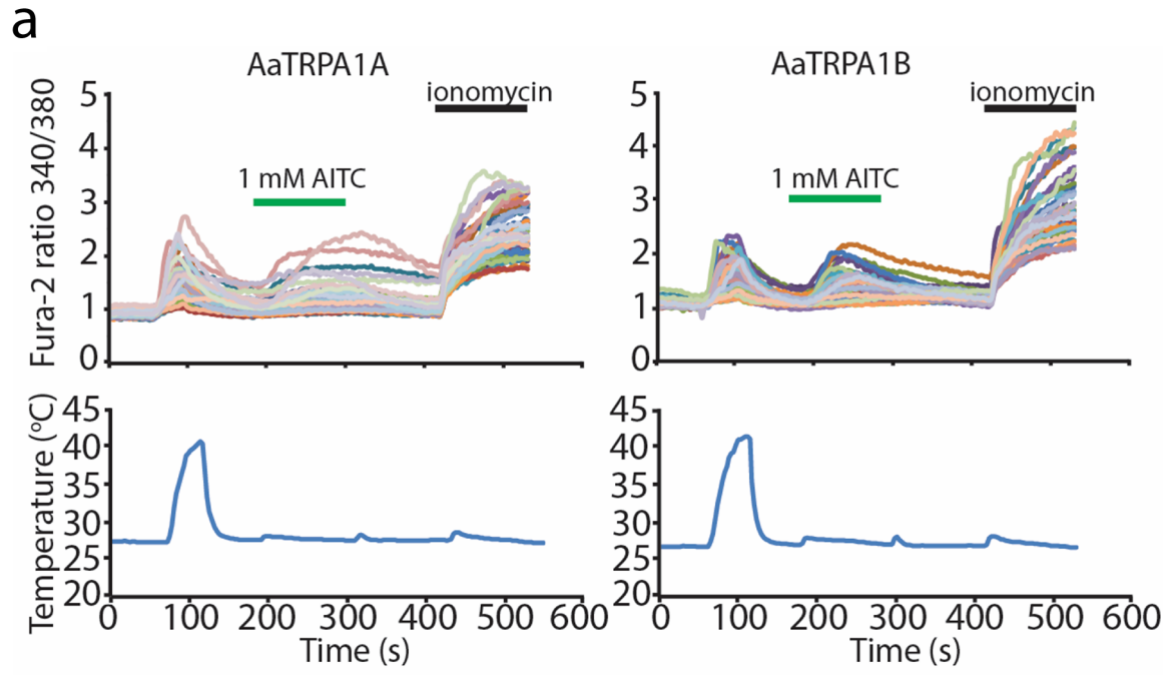 a
AaTRPA1A
AaTRPA1B
Fura-2 ratio 340/380
5
4
3
2
1
0
ionomycin
1 mM AITC
5
4
3
2
1
0
ionomycin
1 mM AITC
Temperature (°C)
45
40
35
30
25
20
0 100 200 300 400 500 600
Time (s)
45
40
35
30
25
20
0 100 200 300 400 500 600
Time (s)